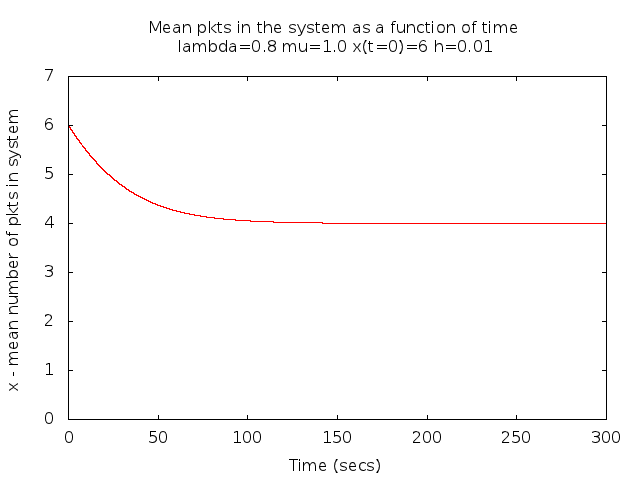 Mean pkts in the system as a function of time
lambda=0.8 mu=1.0 x(t=0)=6 h=0.01
x - mean number of pkts in system
7
6
5
4
3
2
1
0
0 50 100 150 200 250 300
Time (secs)